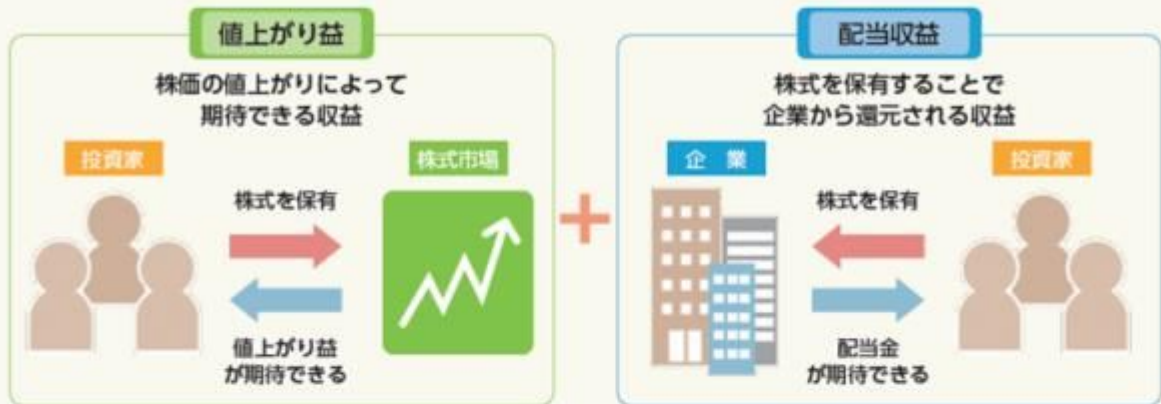 値上がり益
株価の値上がりによって
期待できる収益
投資家
株式市場
株式を保有
値上がり益
が期待できる
+
配当収益
株式を保有することで
企業から還元される収益
企業
投資家
株式を保有
配当金
が期待できる